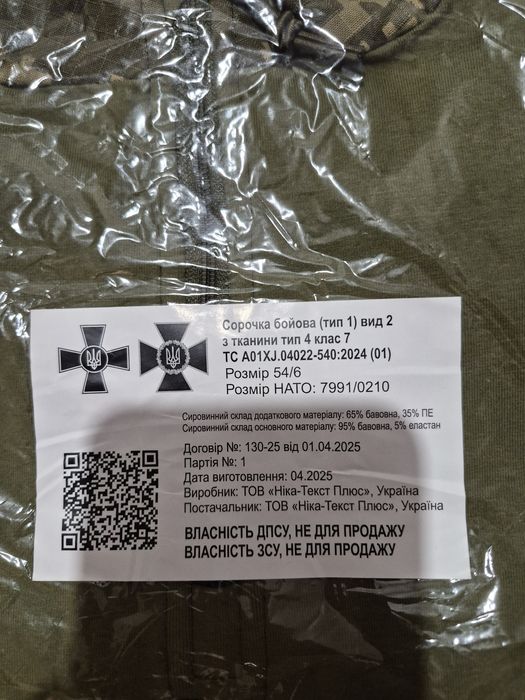 Сорочка бойова (тип 1) вид 2
з тканини тип 4 клас 7
ТС А01XJ.04022-540:2024 (01)
Розмір 54/6
Розмір НАТО: 7991/0210
Сировинний склад додаткового матеріалу: 65% бавовна, 35% ПЕ
Сировинний склад основного матеріалу: 95% бавовна, 5% еластан
Договір №: 130-25 від 01.04.2025
Партія №: 1
Дата виготовлення: 04.2025
Виробник: ТОВ «Ніка-Текст Плюс», Україна
Постачальник: ТОВ «Ніка-Текст Плюс», Україна
ВЛАСНІСТЬ ДПСУ, НЕ ДЛЯ ПРОДАЖУ
ВЛАСНІСТЬ ЗСУ, НЕ ДЛЯ ПРОДАЖУ